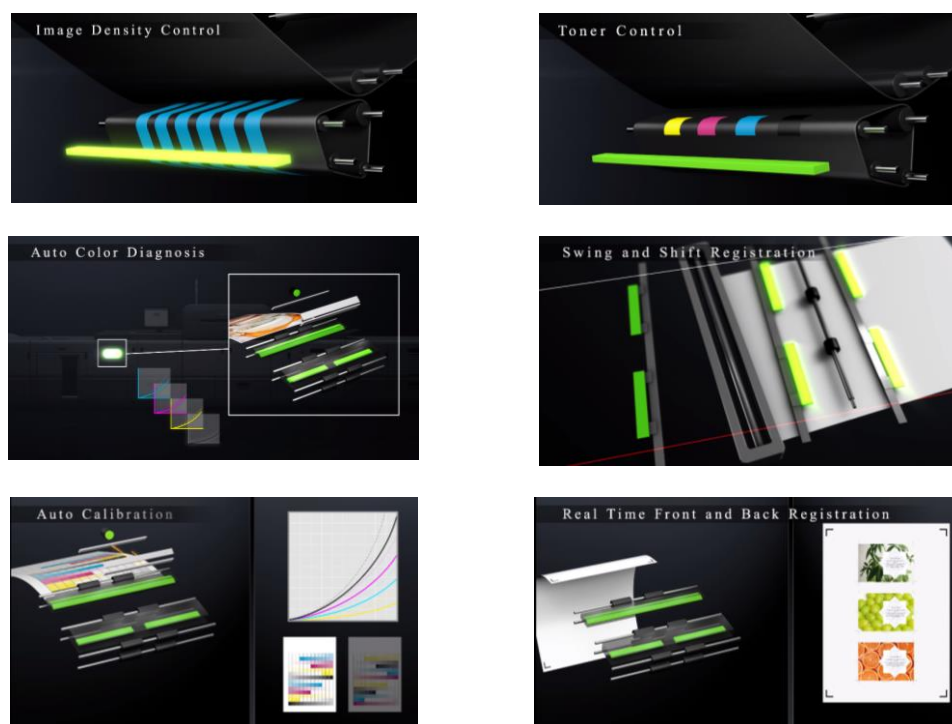 Image Density Control
Toner Control
Auto Color Diagnosis
Swing and Shift Registration
Auto Calibration
Real Time Front and Back Registration